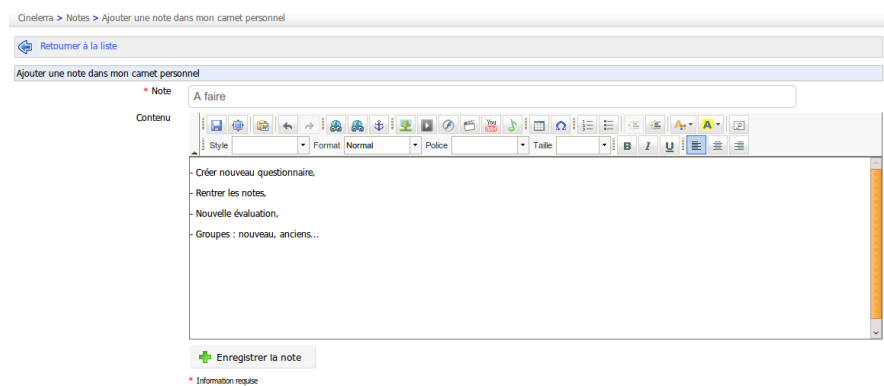 Cinelerra > Notes > Ajouter une note dans mon carnet personnel
Retourner à la liste
Ajouter une note dans mon carnet personnel
* Note
A faire
Contenu
You
Style
Format Normal
Police
Taille
B I U
- Créer nouveau questionnaire,
- Rentrer les notes,
- Nouvelle évaluation,
- Groupes : nouveau, anciens...
Enregistrer la note
* Information requise